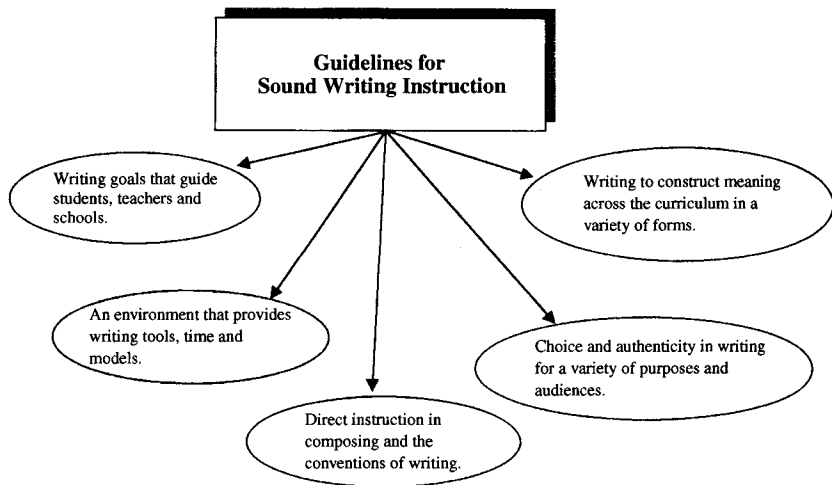 Guidelines for
Sound Writing Instruction
Writing goals that guide
students, teachers and
schools.
Writing to construct meaning
across the curriculum in a
variety of forms.
An environment that provides
writing tools, time and
models.
Choice and authenticity in writing
for a variety of purposes and
audiences.
Direct instruction in
composing and the
conventions of writing.